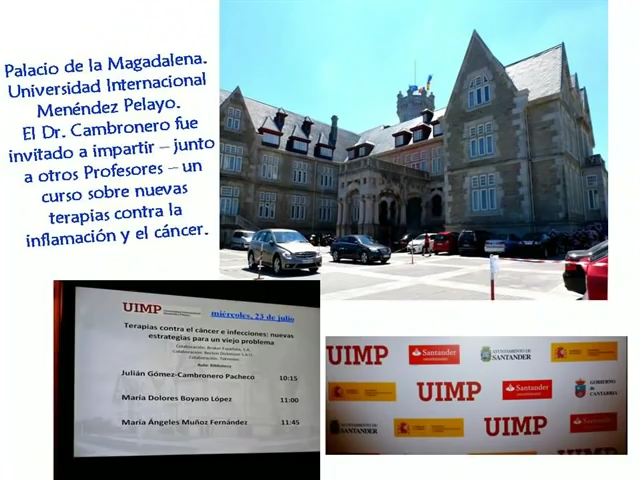 Palacio de la Magadalena.
Universidad Internacional
Menéndez Pelayo.
El Dr. Cambronero fue
invitado a impartir – junto
a otros Profesores – un
curso sobre nuevas
terapias contra la
inflamación y el cáncer.
UIMP miércoles, 23 de julio
Terapias contra el cáncer e infecciones: nuevas
estrategias para un viejo problema
Julián Gómez-Cambronero Pacheco 10:15
María Dolores Boyano López 11:00
María Ángeles Muñoz Fernández 11:45
UIMP Santander AYUNTAMIENTO DE SANTANDER
UIMP Santander GOBIERNO de CANTABRIA
AYUNTAMIENTO DE SANTANDER UIMP Santander